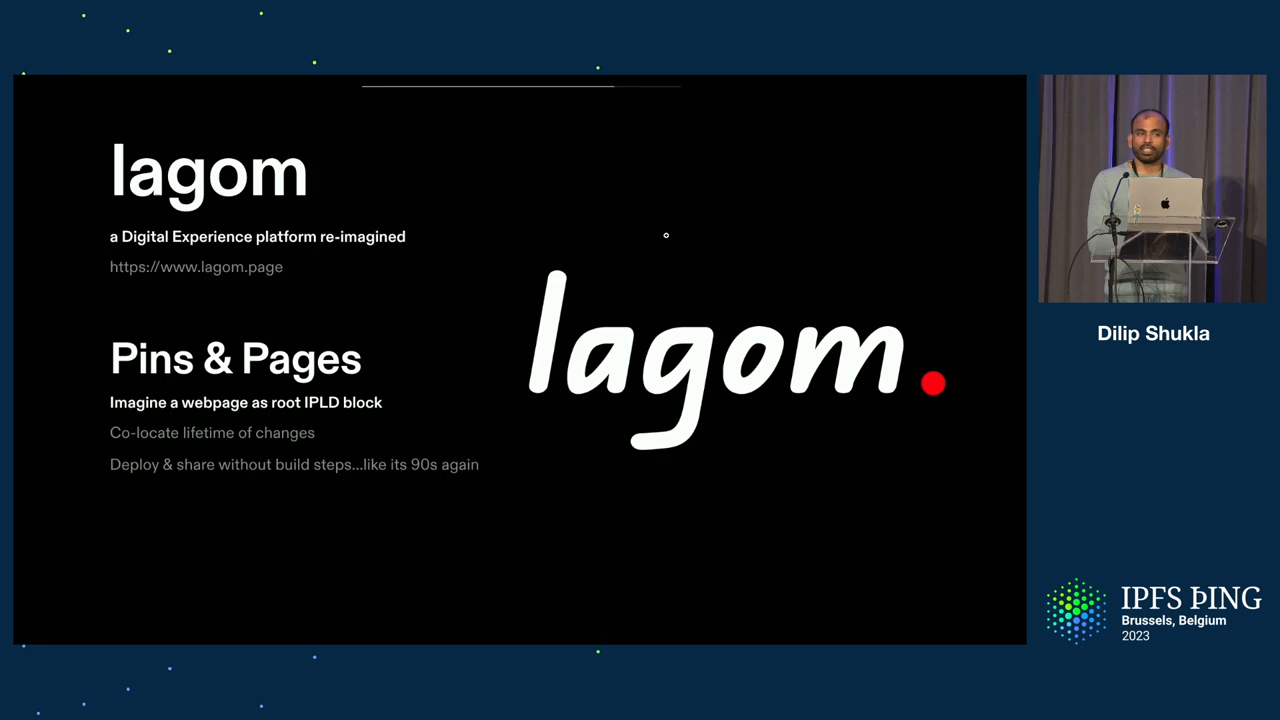 lagom
a Digital Experience platform re-imagined
https://www.lagom.page
Pins & Pages
Imagine a webpage as root IPLD block
Co-locate lifetime of changes
Deploy & share without build steps...like its 90s again
lagom.
Dilip Shukla
IPFS ÞING
Brussels, Belgium
2023